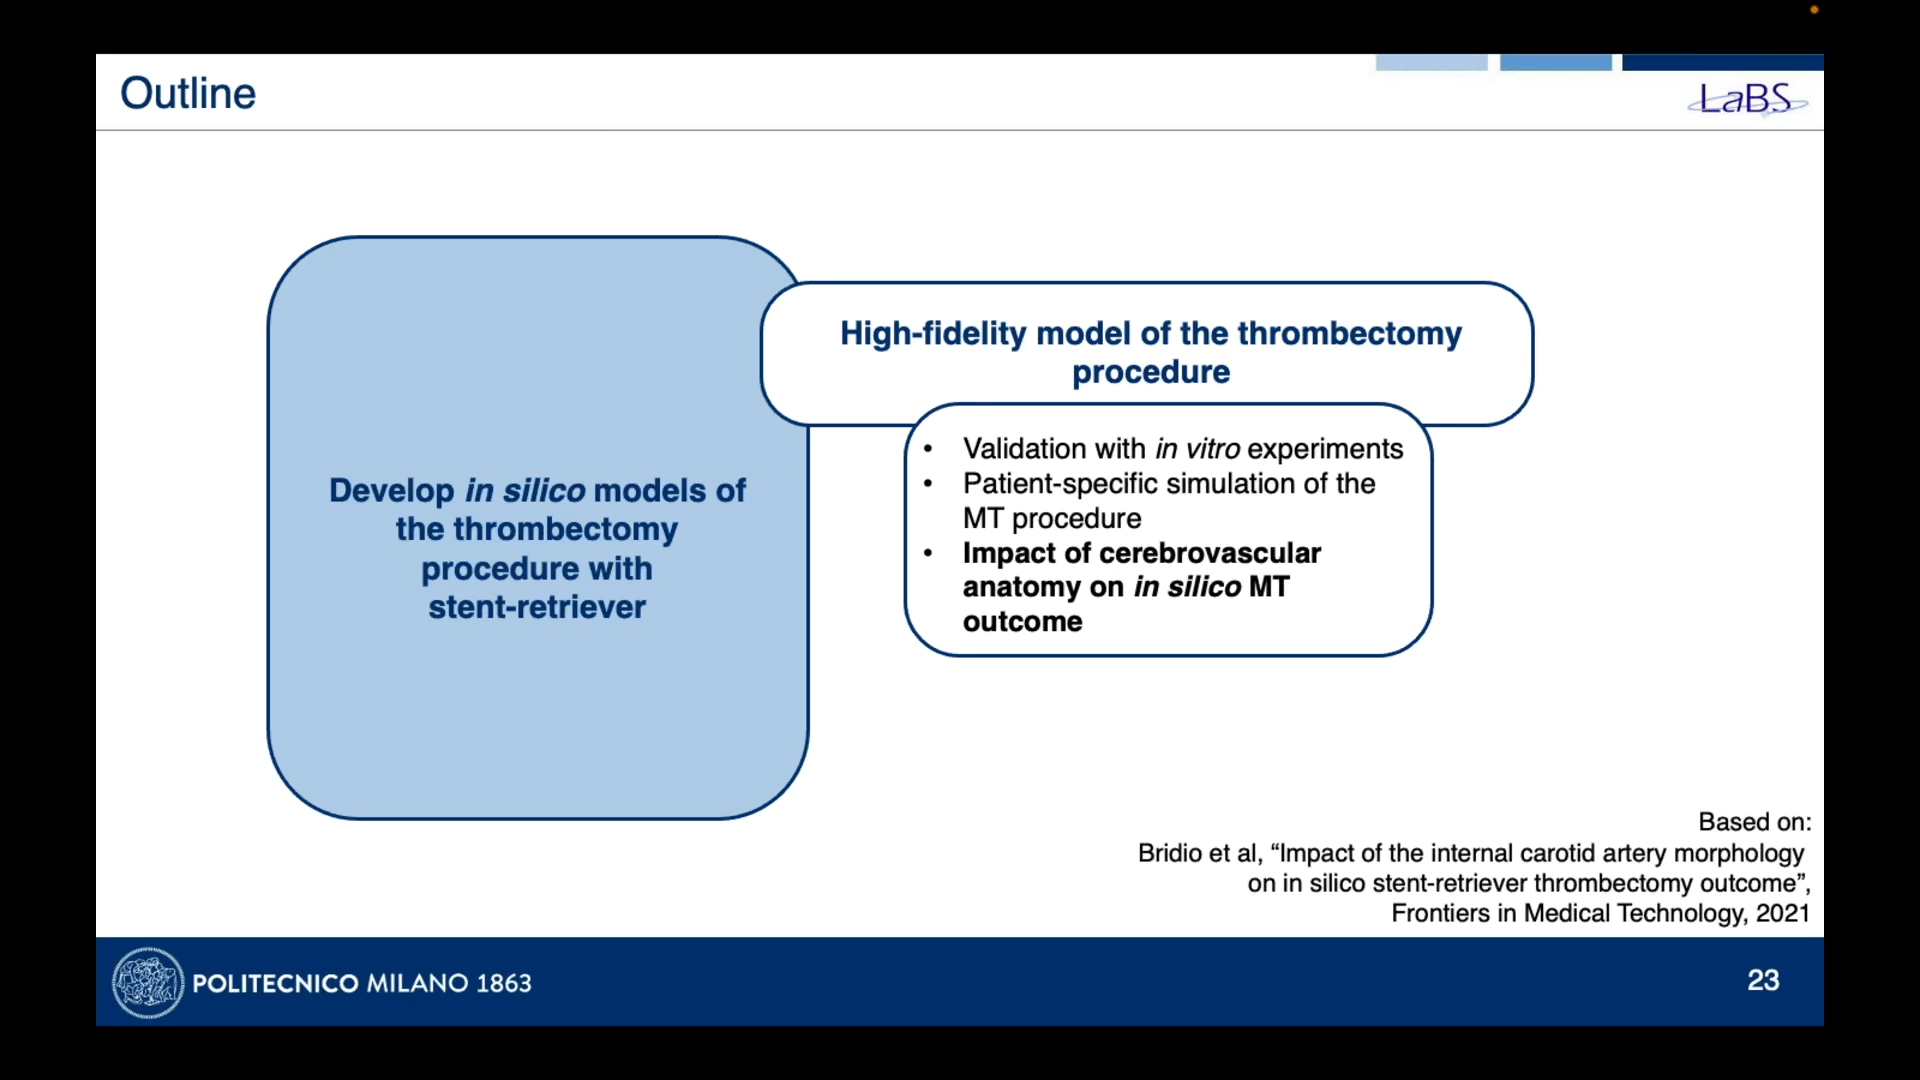 Outline
LaBS
High-fidelity model of the thrombectomy
procedure
Develop in silico models of
the thrombectomy
procedure with
stent-retriever
• Validation with in vitro experiments
• Patient-specific simulation of the
MT procedure
• Impact of cerebrovascular
anatomy on in silico MT
outcome
Based on:
Bridio et al, “Impact of the internal carotid artery morphology
on in silico stent-retriever thrombectomy outcome”,
Frontiers in Medical Technology, 2021
POLITECNICO MILANO 1863
23